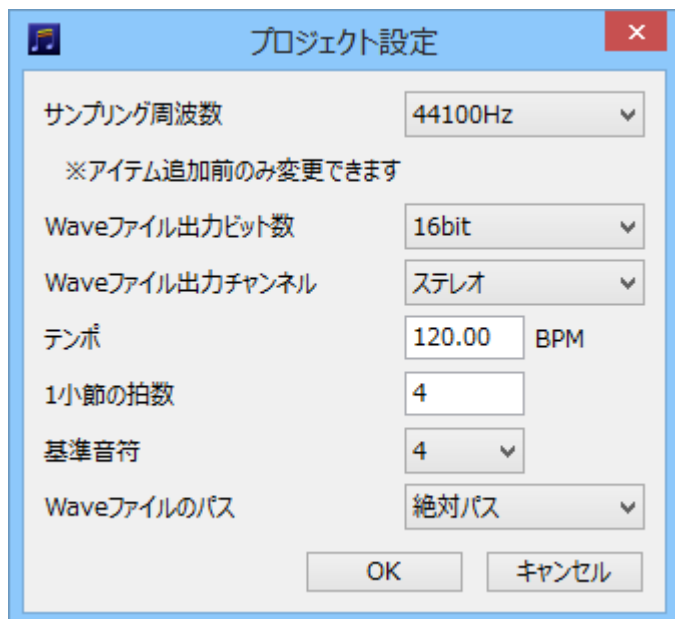 プロジェクト設定
サンプリング周波数 44100Hz
※アイテム追加前のみ変更できます
Waveファイル出力ビット数 16bit
Waveファイル出力チャンネル ステレオ
テンポ 120.00 BPM
1小節の拍数 4
基準音符 4
Waveファイルのパス 絶対パス
OK キャンセル